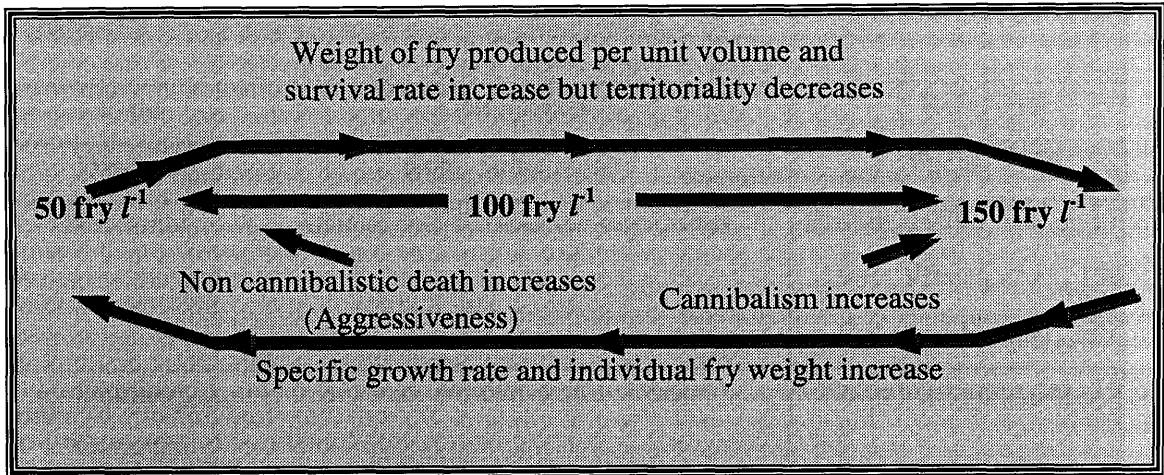 Weight of fry produced per unit volume and
survival rate increase but territoriality decreases
50 fry l⁻¹
100 fry l⁻¹
150 fry l⁻¹
Non cannibalistic death increases
(Aggressiveness)
Cannibalism increases
Specific growth rate and individual fry weight increase